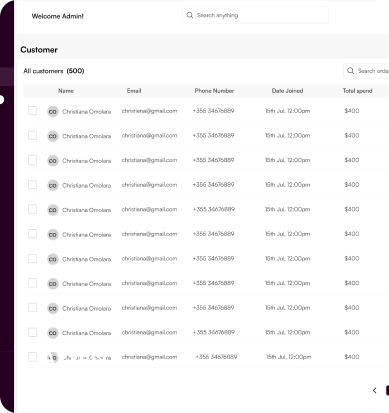 Welcome Admin!
Search anything
Customer
All customers (500)
Search orde
Name Email Phone Number Date Joined Total spend
CO Christiana Omolara christiana@gmail.com +355 34676889 15th Jul, 12:00pm $400
CO Christiana Omolara christiana@gmail.com +355 34676889 15th Jul, 12:00pm $400
CO Christiana Omolara christiana@gmail.com +355 34676889 15th Jul, 12:00pm $400
CO Christiana Omolara christiana@gmail.com +355 34676889 15th Jul, 12:00pm $400
CO Christiana Omolara christiana@gmail.com +355 34676889 15th Jul, 12:00pm $400
CO Christiana Omolara christiana@gmail.com +355 34676889 15th Jul, 12:00pm $400
CO Christiana Omolara christiana@gmail.com +355 34676889 15th Jul, 12:00pm $400
CO Christiana Omolara christiana@gmail.com +355 34676889 15th Jul, 12:00pm $400
CO Christiana Omolara christiana@gmail.com +355 34676889 15th Jul, 12:00pm $400
CO Christiana Omolara christiana@gmail.com +355 34676889 15th Jul, 12:00pm $400
christiana@gmail.com +355 34676889 15th Jul, 12:00pm $400